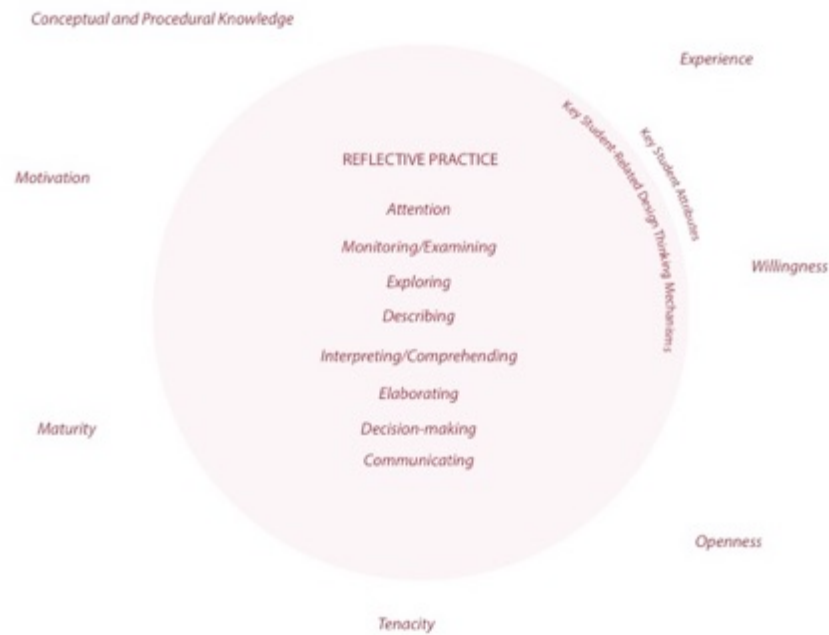 Conceptual and Procedural Knowledge
Experience
Key Student-Related Design Thinking Mechanisms
Key Student Attributes
REFLECTIVE PRACTICE
Motivation
Attention
Monitoring/Examining
Willingness
Exploring
Describing
Interpreting/Comprehending
Elaborating
Maturity
Decision-making
Communicating
Openness
Tenacity